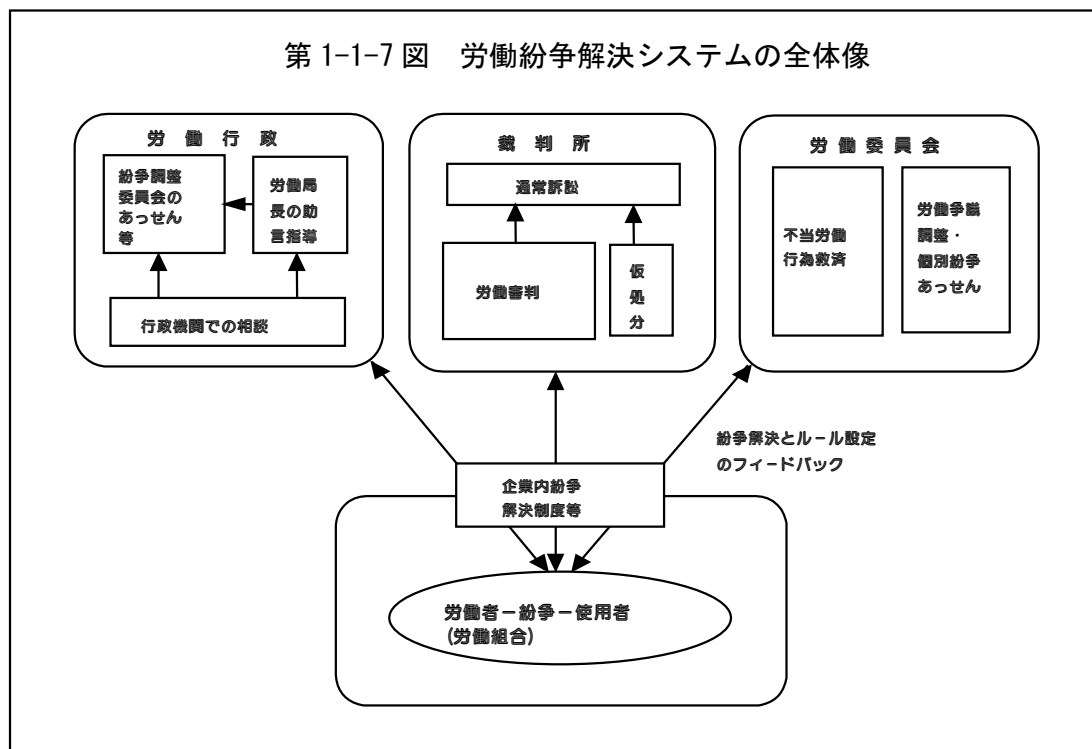 第1-1-7図　労働紛争解決システムの全体像
労働行政
紛争調整
委員会の
あっせん
等
労働局
長の助
言指導
行政機関での相談
裁判所
通常訴訟
労働審判
仮
処
分
労働委員会
不当労働
行為救済
労働争議
調整・
個別紛争
あっせん
紛争解決とルール設定
のフィードバック
企業内紛争
解決制度等
労働者－紛争－使用者
(労働組合)